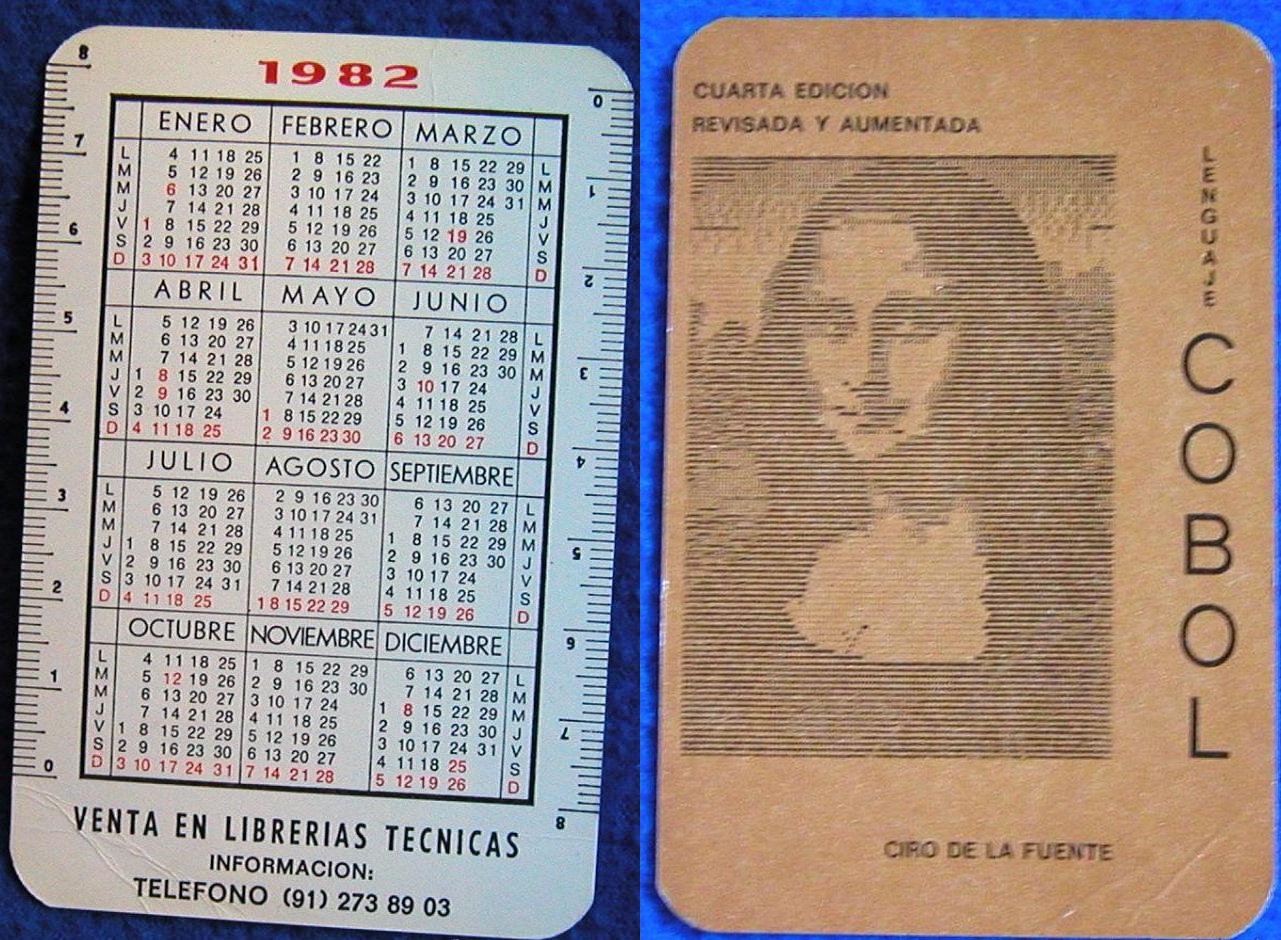 1982
8
7
6
5
4
3
2
1
0
0
1
2
3
4
5
6
7
8
ENERO FEBRERO MARZO
L 4 11 18 25 1 8 15 22 1 8 15 22 29 L
M 5 12 19 26 2 9 16 23 2 9 16 23 30 M
M 6 13 20 27 3 10 17 24 3 10 17 24 31 M
J 7 14 21 28 4 11 18 25 4 11 18 25 J
V 1 8 15 22 29 5 12 19 26 5 12 19 26 V
S 2 9 16 23 30 6 13 20 27 6 13 20 27 S
D 3 10 17 24 31 7 14 21 28 7 14 21 28 D
ABRIL MAYO JUNIO
L 5 12 19 26 3 10 17 24 31 7 14 21 28 L
M 6 13 20 27 4 11 18 25 1 8 15 22 29 M
M 7 14 21 28 5 12 19 26 2 9 16 23 30 M
J 1 8 15 22 29 6 13 20 27 3 10 17 24 J
V 2 9 16 23 30 7 14 21 28 4 11 18 25 V
S 3 10 17 24 1 8 15 22 29 5 12 19 26 S
D 4 11 18 25 2 9 16 23 30 6 13 20 27 D
JULIO AGOSTO SEPTIEMBRE
L 5 12 19 26 2 9 16 23 30 6 13 20 27 L
M 6 13 20 27 3 10 17 24 31 7 14 21 28 M
M 7 14 21 28 4 11 18 25 1 8 15 22 29 M
J 1 8 15 22 29 5 12 19 26 2 9 16 23 30 J
V 2 9 16 23 30 6 13 20 27 3 10 17 24 V
S 3 10 17 24 31 7 14 21 28 4 11 18 25 S
D 4 11 18 25 1 8 15 22 29 5 12 19 26 D
OCTUBRE NOVIEMBRE DICIEMBRE
L 4 11 18 25 1 8 15 22 29 6 13 20 27 L
M 5 12 19 26 2 9 16 23 30 7 14 21 28 M
M 6 13 20 27 3 10 17 24 1 8 15 22 29 M
J 7 14 21 28 4 11 18 25 2 9 16 23 30 J
V 1 8 15 22 29 5 12 19 26 3 10 17 24 31 V
S 2 9 16 23 30 6 13 20 27 4 11 18 25 S
D 3 10 17 24 31 7 14 21 28 5 12 19 26 D
VENTA EN LIBRERIAS TECNICAS
INFORMACION:
TELEFONO (91) 273 89 03
CUARTA EDICION
REVISADA Y AUMENTADA
LENGUAJE
COBOL
CIRO DE LA FUENTE